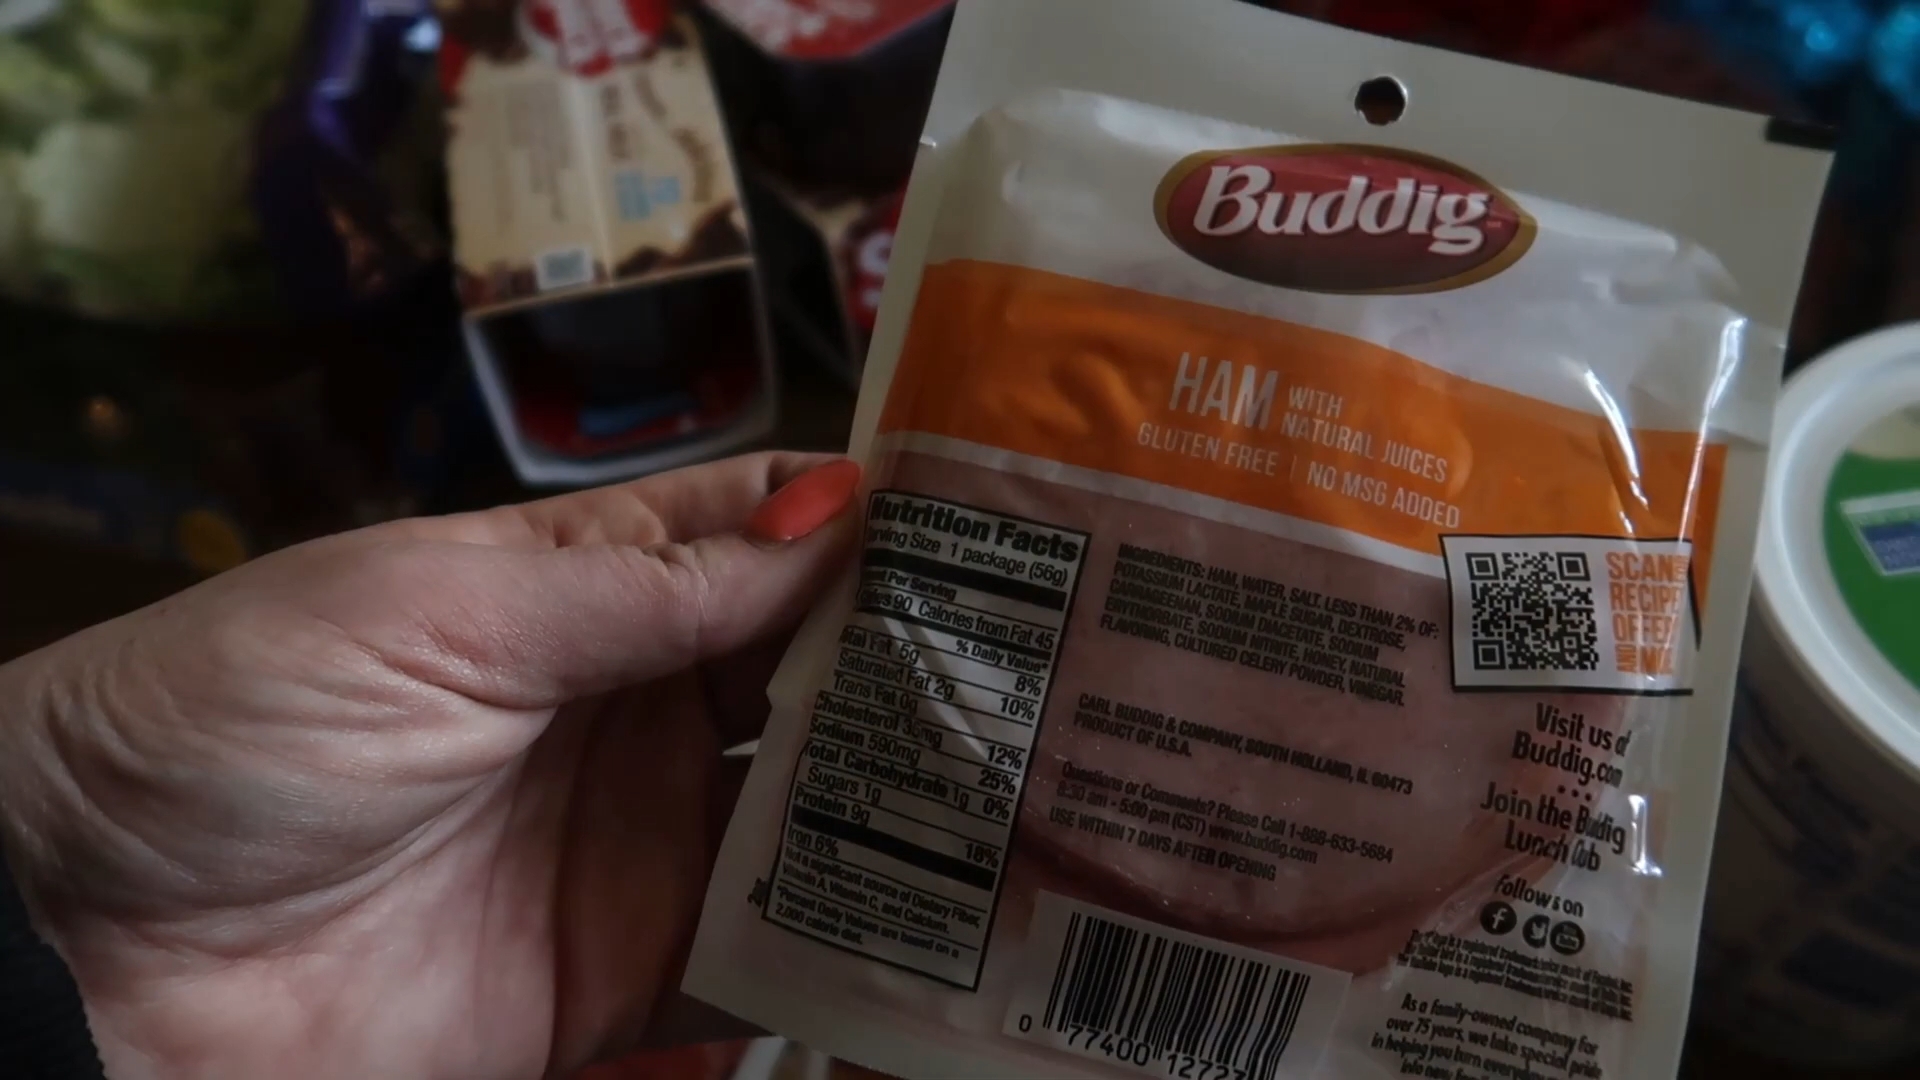 Buddig
HAM WITH
NATURAL JUICES
GLUTEN FREE | NO MSG ADDED
Nutrition Facts
Size 1 package (56g)
Per Serving
90 Calories from Fat 45
% Daily Value*
Fat 5g 8%
Saturated Fat 2g 10%
Trans Fat 0g
Cholesterol 35mg 12%
Sodium 590mg 25%
Total Carbohydrate 1g 0%
Sugars 1g
Protein 9g 18%
Iron 6%
Not a significant source of Dietary Fiber,
Vitamin A, Vitamin C, and Calcium.
*Percent Daily Values are based on a
2,000 calorie diet.
INGREDIENTS: HAM, WATER, SALT. LESS THAN 2% OF:
POTASSIUM LACTATE, MAPLE SUGAR, DEXTROSE,
CARRAGEENAN, SODIUM DIACETATE, SODIUM
ERYTHORBATE, SODIUM NITRITE, HONEY, NATURAL
FLAVORING, CULTURED CELERY POWDER, VINEGAR.
CARL BUDDIG & COMPANY, SOUTH HOLLAND, IL 60473
PRODUCT OF U.S.A.
Questions or Comments? Please Call 1-888-633-5684
8:30 am - 5:00 pm (CST) www.buddig.com
USE WITHIN 7 DAYS AFTER OPENING
SCAN
RECIPE
OFFER
Visit us
Buddig.com
Join the Buddig
Lunch
Follow us on
As a family-owned company for
over 75 years, we take special pride
in helping you turn everyday
0 77400 12727